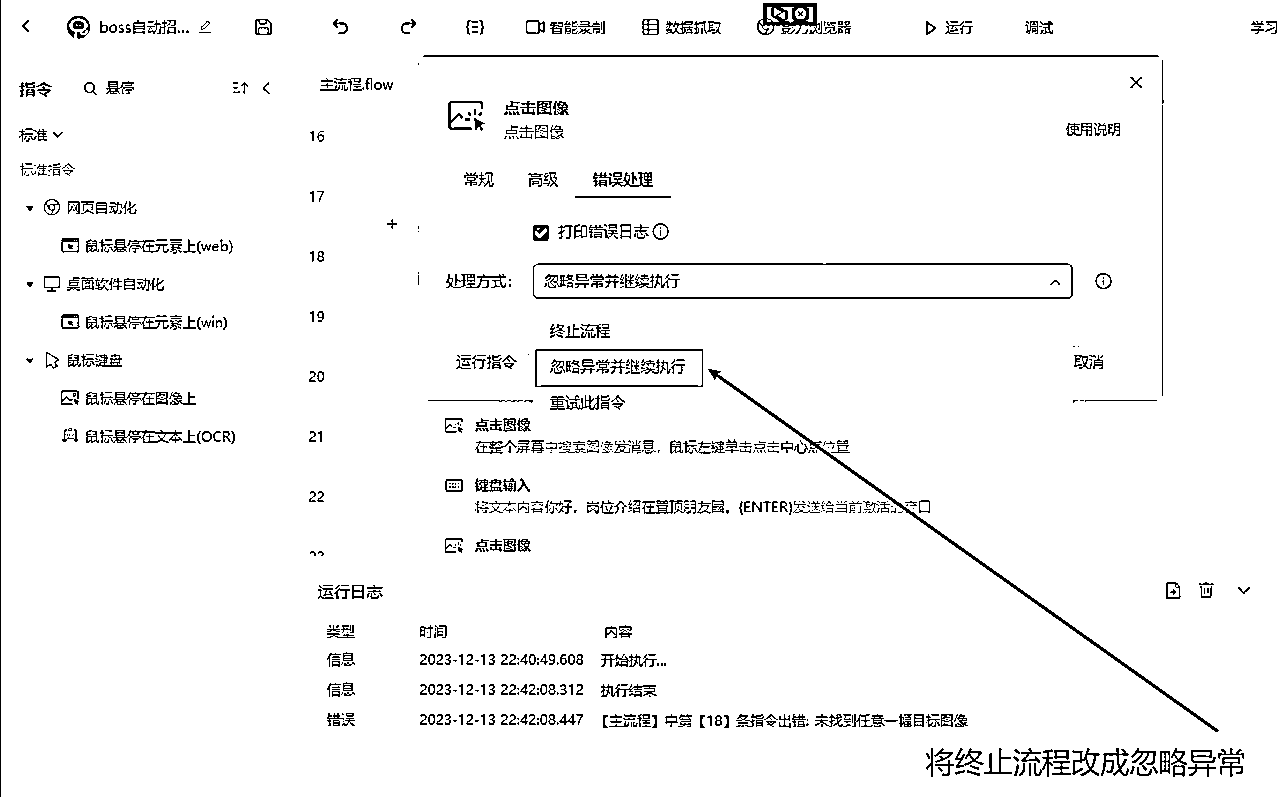 boss自动招...
智能录制
数据抓取
影刀浏览器
运行
调试
学习
指令
悬停
主流程.flow
标准
标准指令
网页自动化
鼠标悬停在元素上(web)
桌面软件自动化
鼠标悬停在元素上(win)
鼠标键盘
鼠标悬停在图像上
鼠标悬停在文本上(OCR)
16
17
18
19
20
21
22
点击图像
点击图像
使用说明
常规
高级
错误处理
打印错误日志
处理方式:
忽略异常并继续执行
终止流程
忽略异常并继续执行
重试此指令
运行指令
取消
点击图像
在整个屏幕中搜索图像发消息，鼠标左键单击点击中心点位置
键盘输入
将文本内容你好，岗位介绍在置顶朋友圈。{ENTER}发送给当前激活的窗口
点击图像
运行日志
类型 时间 内容
信息 2023-12-13 22:40:49.608 开始执行...
信息 2023-12-13 22:42:08.312 执行结束
错误 2023-12-13 22:42:08.447 【主流程】中第【18】条指令出错: 未找到任意一幅目标图像
将终止流程改成忽略异常